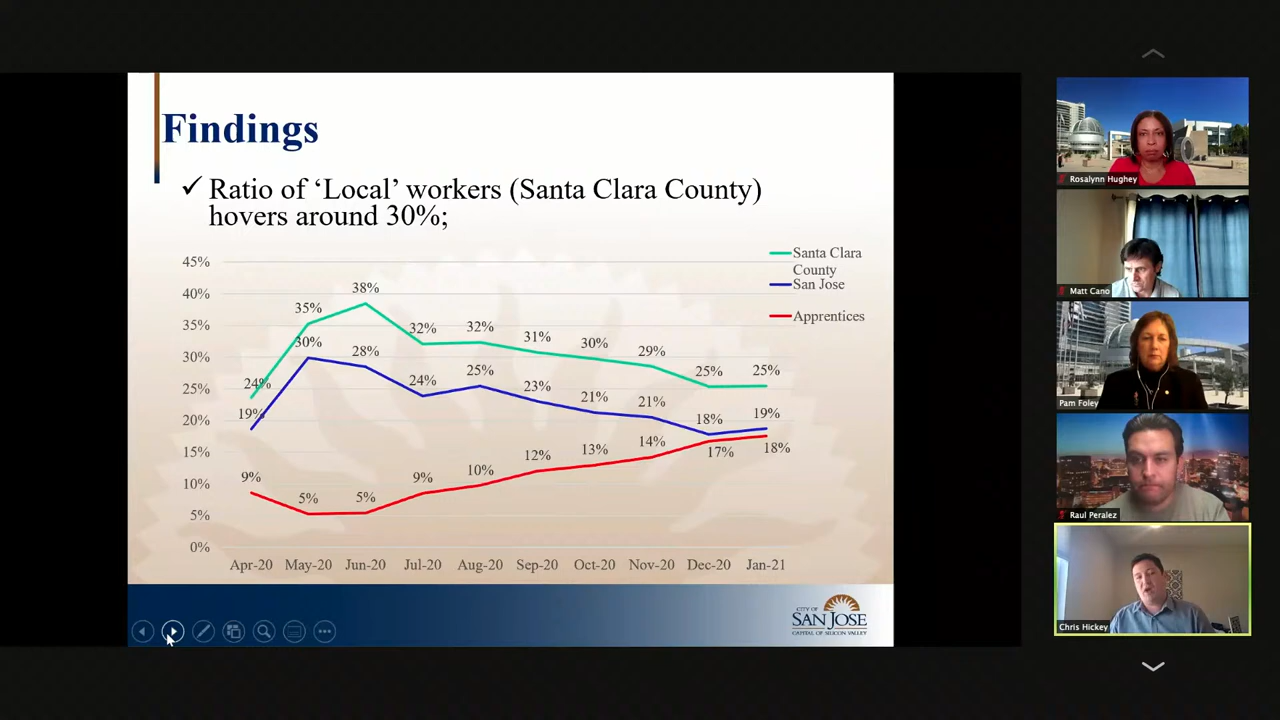 Findings
✓ Ratio of ‘Local’ workers (Santa Clara County)
hovers around 30%;
Santa Clara
County
San Jose
Apprentices
45%
40%
35%
30%
25%
20%
15%
10%
5%
0%
24%
35%
38%
32%
32%
31%
30%
29%
25%
25%
19%
30%
28%
24%
25%
23%
21%
21%
18%
19%
9%
5%
5%
9%
10%
12%
13%
14%
17%
18%
Apr-20 May-20 Jun-20 Jul-20 Aug-20 Sep-20 Oct-20 Nov-20 Dec-20 Jan-21
CITY OF
SAN JOSE
CAPITAL OF SILICON VALLEY
Rosalynn Hughey
Matt Cano
Pam Foley
Raul Peralez
Chris Hickey